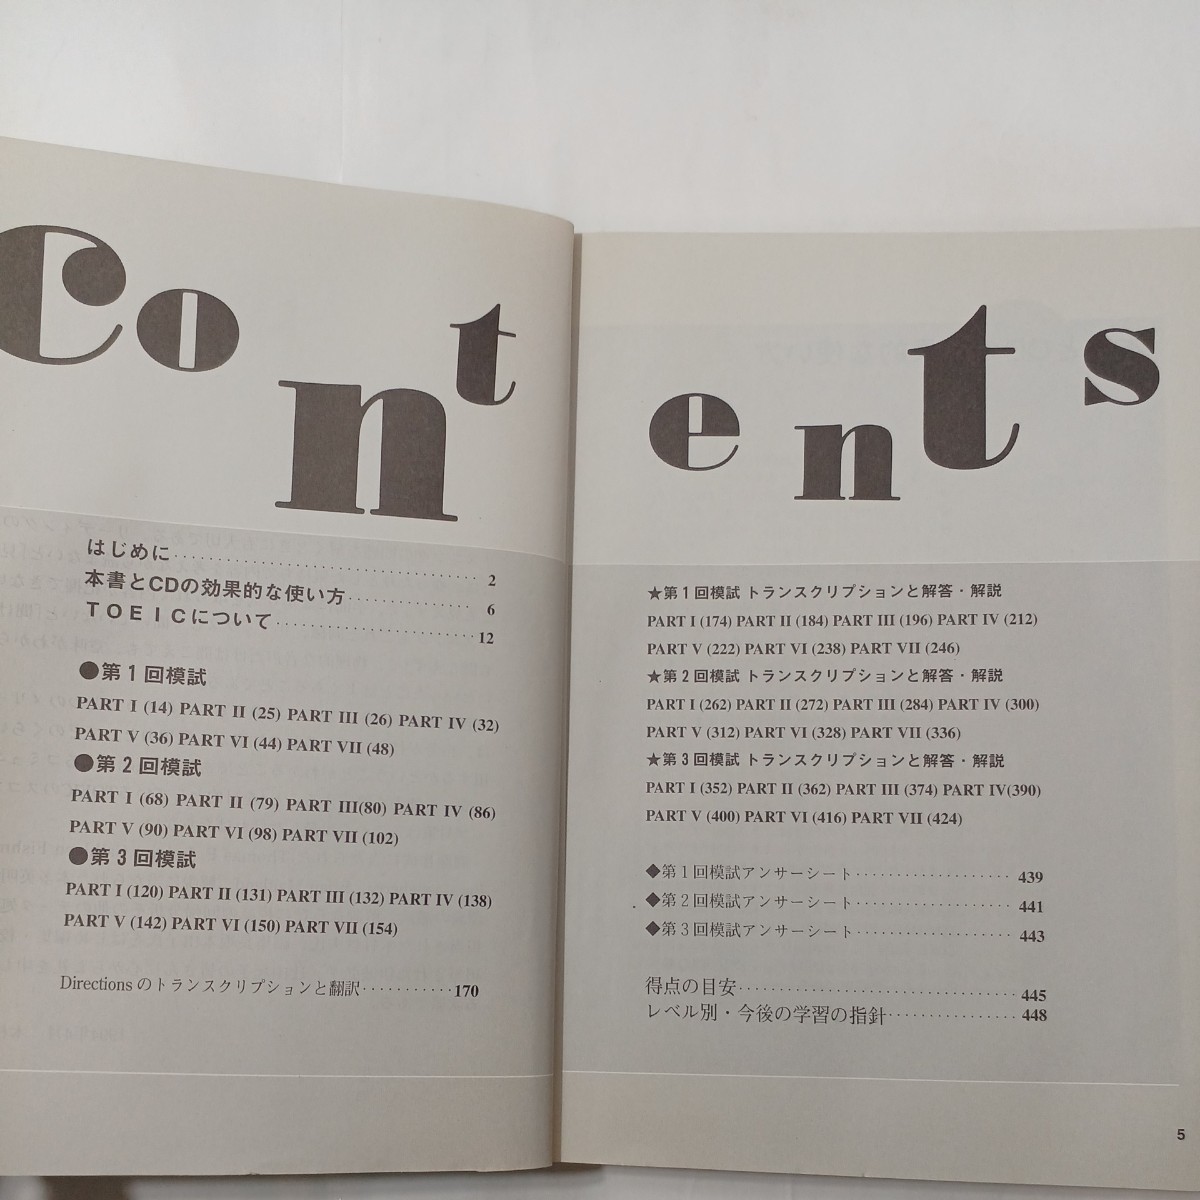 Contents
はじめに 2
本書とCDの効果的な使い方 6
TOEICについて 12
●第1回模試
PART I (14) PART II (25) PART III (26) PART IV (32)
PART V (36) PART VI (44) PART VII (48)
●第2回模試
PART I (68) PART II (79) PART III(80) PART IV (86)
PART V (90) PART VI (98) PART VII (102)
●第3回模試
PART I (120) PART II (131) PART III (132) PART IV (138)
PART V (142) PART VI (150) PART VII (154)
Directionsのトランスクリプションと翻訳 170
★第1回模試 トランスクリプションと解答・解説
PART I (174) PART II (184) PART III (196) PART IV (212)
PART V (222) PART VI (238) PART VII (246)
★第2回模試 トランスクリプションと解答・解説
PART I (262) PART II (272) PART III (284) PART IV (300)
PART V (312) PART VI (328) PART VII (336)
★第3回模試 トランスクリプションと解答・解説
PART I (352) PART II (362) PART III (374) PART IV(390)
PART V (400) PART VI (416) PART VII (424)
◆第1回模試アンサーシート 439
◆第2回模試アンサーシート 441
◆第3回模試アンサーシート 443
得点の目安 445
レベル別・今後の学習の指針 448
5